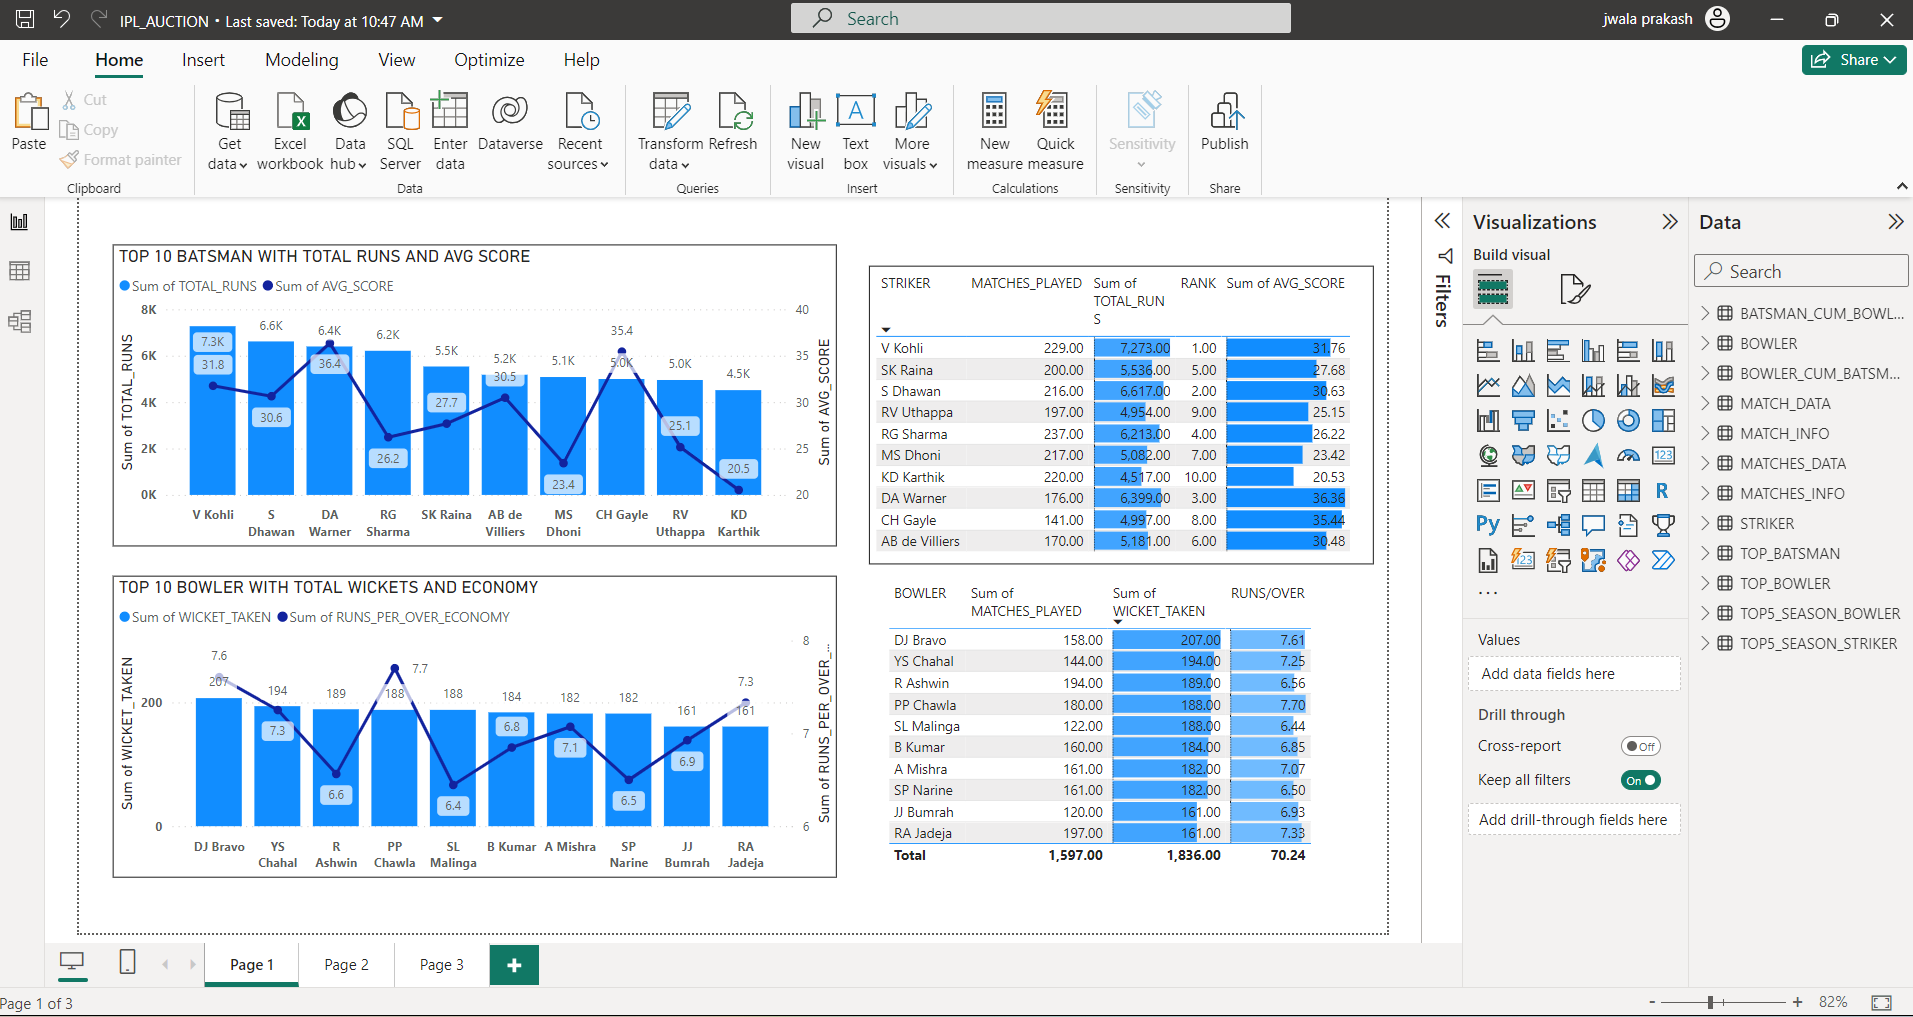 IPL_AUCTION • Last saved: Today at 10:47 AM
Search
jwala prakash
File Home Insert Modeling View Optimize Help
Share
Paste
Cut
Copy
Format painter
Clipboard
Get data
Excel workbook
Data hub
SQL Server
Enter data
Dataverse
Recent sources
Data
Transform data
Refresh
Queries
New visual
Text box
More visuals
Insert
New measure
Quick measure
Calculations
Sensitivity
Sensitivity
Publish
Share
TOP 10 BATSMAN WITH TOTAL RUNS AND AVG SCORE
Sum of TOTAL_RUNS Sum of AVG_SCORE
Sum of TOTAL_RUNS
8K
6K
4K
2K
0K
7.3K 6.6K 6.4K 6.2K 5.5K 5.2K 5.1K 5.0K 5.0K 4.5K
31.8 30.6 36.4 26.2 27.7 30.5 23.4 35.4 25.1 20.5
40
35
30
25
20
Sum of AVG_SCORE
V Kohli
S Dhawan
DA Warner
RG Sharma
SK Raina
AB de Villiers
MS Dhoni
CH Gayle
RV Uthappa
KD Karthik
TOP 10 BOWLER WITH TOTAL WICKETS AND ECONOMY
Sum of WICKET_TAKEN Sum of RUNS_PER_OVER_ECONOMY
Sum of WICKET_TAKEN
200
0
207 194 189 188 188 184 182 182 161 161
7.6 7.3 6.6 7.7 6.4 6.8 7.1 6.5 6.9 7.3
8
7
6
Sum of RUNS_PER_OVER_...
DJ Bravo
YS Chahal
R Ashwin
PP Chawla
SL Malinga
B Kumar
A Mishra
SP Narine
JJ Bumrah
RA Jadeja
STRIKER MATCHES_PLAYED Sum of TOTAL_RUNS RANK Sum of AVG_SCORE
V Kohli 229.00 7,273.00 1.00 31.76
SK Raina 200.00 5,536.00 5.00 27.68
S Dhawan 216.00 6,617.00 2.00 30.63
RV Uthappa 197.00 4,954.00 9.00 25.15
RG Sharma 237.00 6,213.00 4.00 26.22
MS Dhoni 217.00 5,082.00 7.00 23.42
KD Karthik 220.00 4,517.00 10.00 20.53
DA Warner 176.00 6,399.00 3.00 36.36
CH Gayle 141.00 4,997.00 8.00 35.44
AB de Villiers 170.00 5,181.00 6.00 30.48
BOWLER Sum of MATCHES_PLAYED Sum of WICKET_TAKEN RUNS/OVER
DJ Bravo 158.00 207.00 7.61
YS Chahal 144.00 194.00 7.25
R Ashwin 194.00 189.00 6.56
PP Chawla 180.00 188.00 7.70
SL Malinga 122.00 188.00 6.44
B Kumar 160.00 184.00 6.85
A Mishra 161.00 182.00 7.07
SP Narine 161.00 182.00 6.50
JJ Bumrah 120.00 161.00 6.93
RA Jadeja 197.00 161.00 7.33
Total 1,597.00 1,836.00 70.24
Filters
Visualizations
Build visual
123
R
Py
123
...
Values
Add data fields here
Drill through
Cross-report Off
Keep all filters On
Add drill-through fields here
Data
Search
BATSMAN_CUM_BOWL...
BOWLER
BOWLER_CUM_BATSM...
MATCH_DATA
MATCH_INFO
MATCHES_DATA
MATCHES_INFO
STRIKER
TOP_BATSMAN
TOP_BOWLER
TOP5_SEASON_BOWLER
TOP5_SEASON_STRIKER
Page 1 Page 2 Page 3
Page 1 of 3
- + 82%